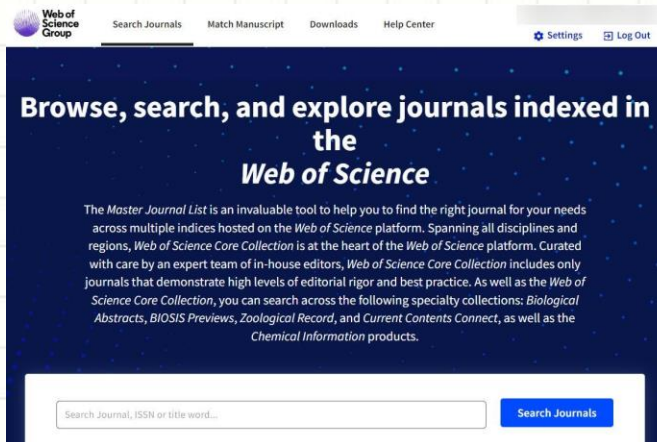 Web of
Science
Group
Search Journals
Match Manuscript
Downloads
Help Center
Settings
Log Out
Browse, search, and explore journals indexed in
the
Web of Science
The Master Journal List is an invaluable tool to help you to find the right journal for your needs
across multiple indices hosted on the Web of Science platform. Spanning all disciplines and
regions, Web of Science Core Collection is at the heart of the Web of Science platform. Curated
with care by an expert team of in-house editors, Web of Science Core Collection includes only
journals that demonstrate high levels of editorial rigor and best practice. As well as the Web of
Science Core Collection, you can search across the following specialty collections: Biological
Abstracts, BIOSIS Previews, Zoological Record, and Current Contents Connect, as well as the
Chemical Information products.
Search Journal, ISSN or title word...
Search Journals